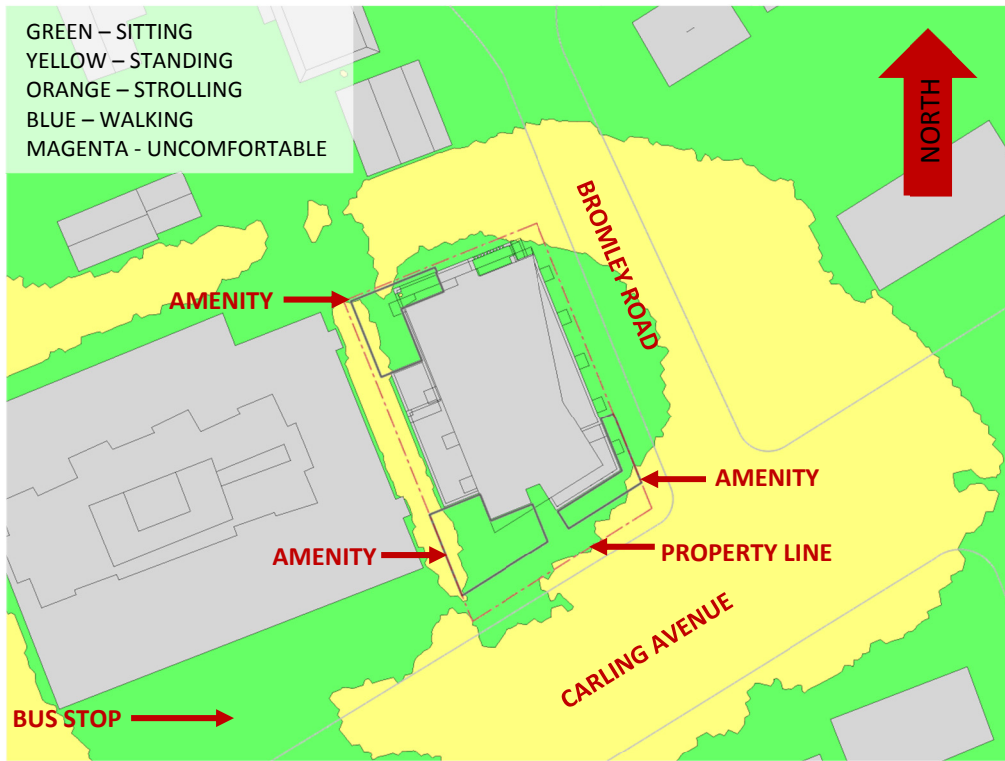 GREEN – SITTING
YELLOW – STANDING
ORANGE – STROLLING
BLUE – WALKING
MAGENTA - UNCOMFORTABLE
NORTH
BROMLEY ROAD
AMENITY
AMENITY
AMENITY
PROPERTY LINE
CARLING AVENUE
BUS STOP